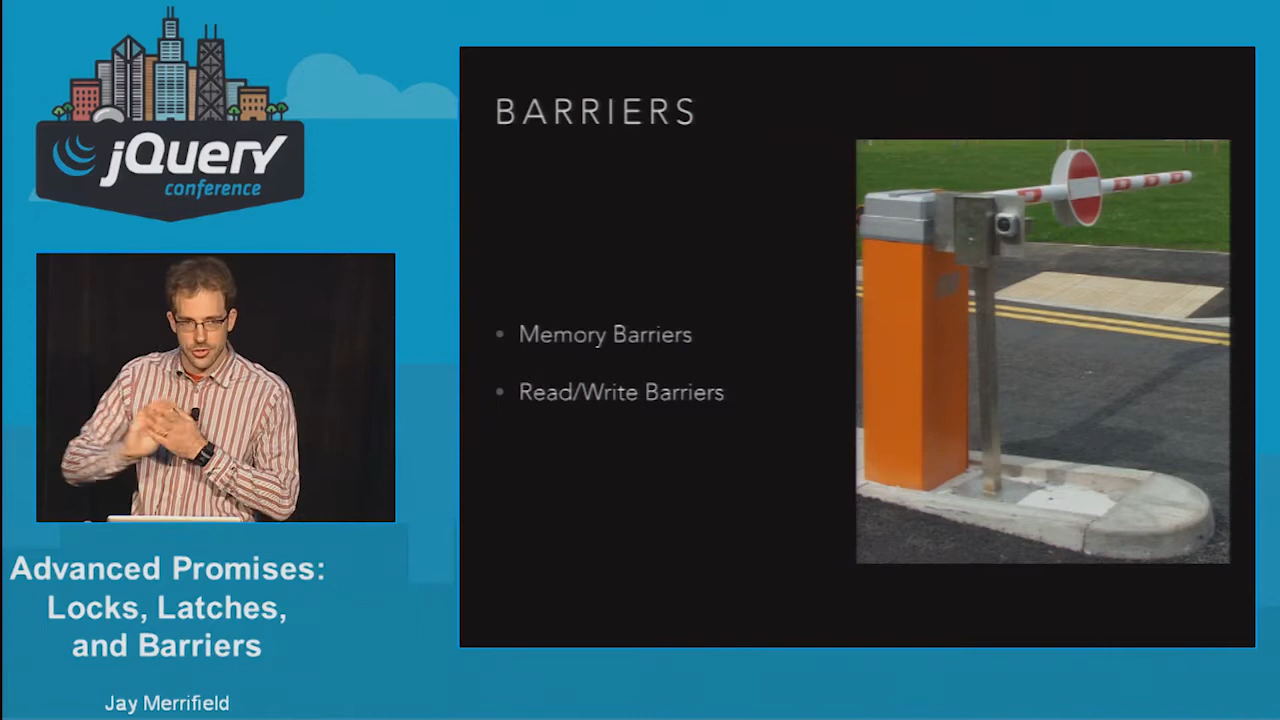 jQuery
conference
BARRIERS
• Memory Barriers
• Read/Write Barriers
Advanced Promises:
Locks, Latches,
and Barriers
Jay Merrifield